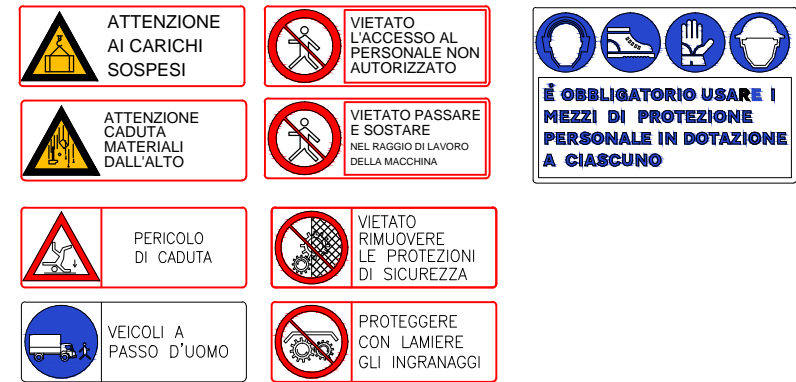 ATTENZIONE
AI CARICHI
SOSPESI
VIETATO
L'ACCESSO AL
PERSONALE NON
AUTORIZZATO
È OBBLIGATORIO USARE I
MEZZI DI PROTEZIONE
PERSONALE IN DOTAZIONE
A CIASCUNO
ATTENZIONE
CADUTA
MATERIALI
DALL'ALTO
VIETATO PASSARE
E SOSTARE
NEL RAGGIO DI LAVORO
DELLA MACCHINA
PERICOLO
DI CADUTA
VIETATO
RIMUOVERE
LE PROTEZIONI
DI SICUREZZA
VEICOLI A
PASSO D'UOMO
PROTEGGERE
CON LAMIERE
GLI INGRANAGGI